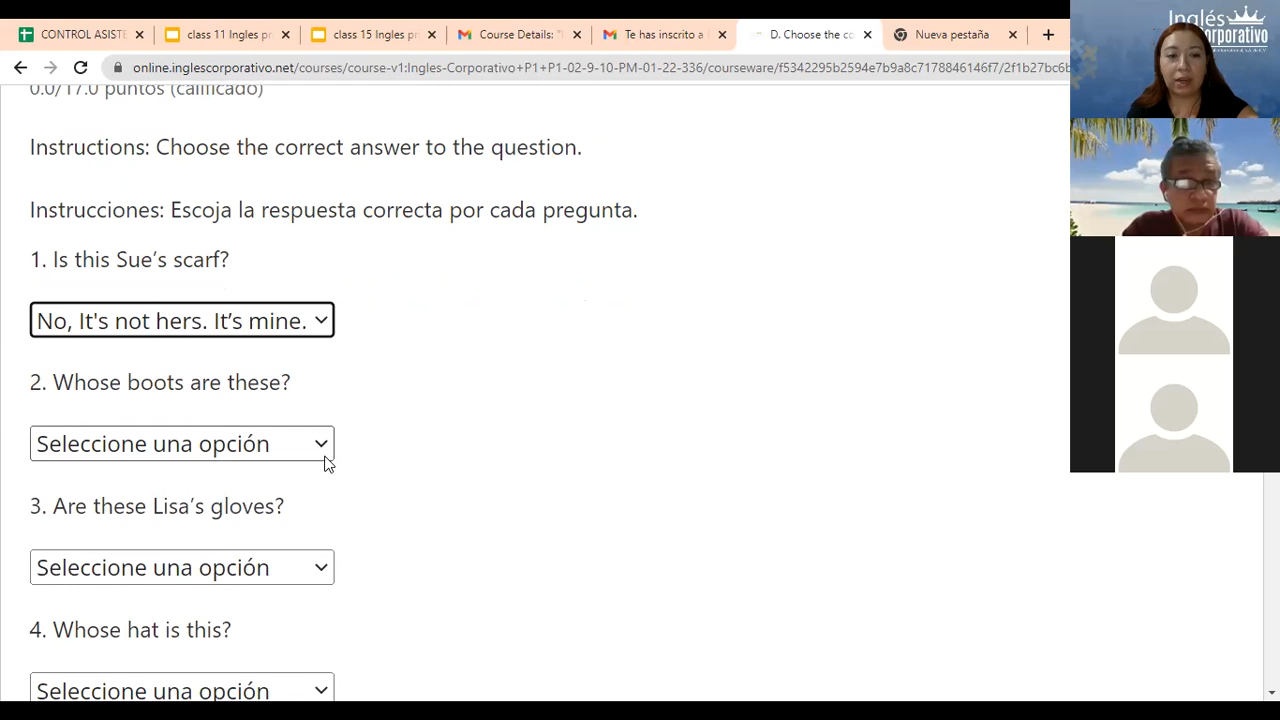 CONTROL ASISTE
class 11 Ingles pr
class 15 Ingles pr
Course Details: "
Te has inscrito a
D. Choose the co
Nueva pestaña
online.inglescorporativo.net/courses/course-v1:Ingles-Corporativo+P1+P1-02-9-10-PM-01-22-336/courseware/f5342295b2594e7b9a8c7178846146f7/2f1b27bc6b
Inglés
Corporativo
0.0/17.0 puntos (calificado)
Instructions: Choose the correct answer to the question.
Instrucciones: Escoja la respuesta correcta por cada pregunta.
1. Is this Sue’s scarf?
No, It's not hers. It’s mine.
2. Whose boots are these?
Seleccione una opción
3. Are these Lisa’s gloves?
Seleccione una opción
4. Whose hat is this?
Seleccione una opción